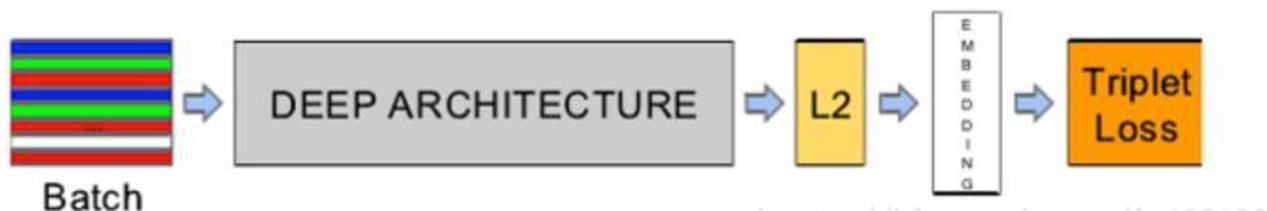 ...
DEEP ARCHITECTURE
L2
EMBEDDING
Triplet
Loss
Batch